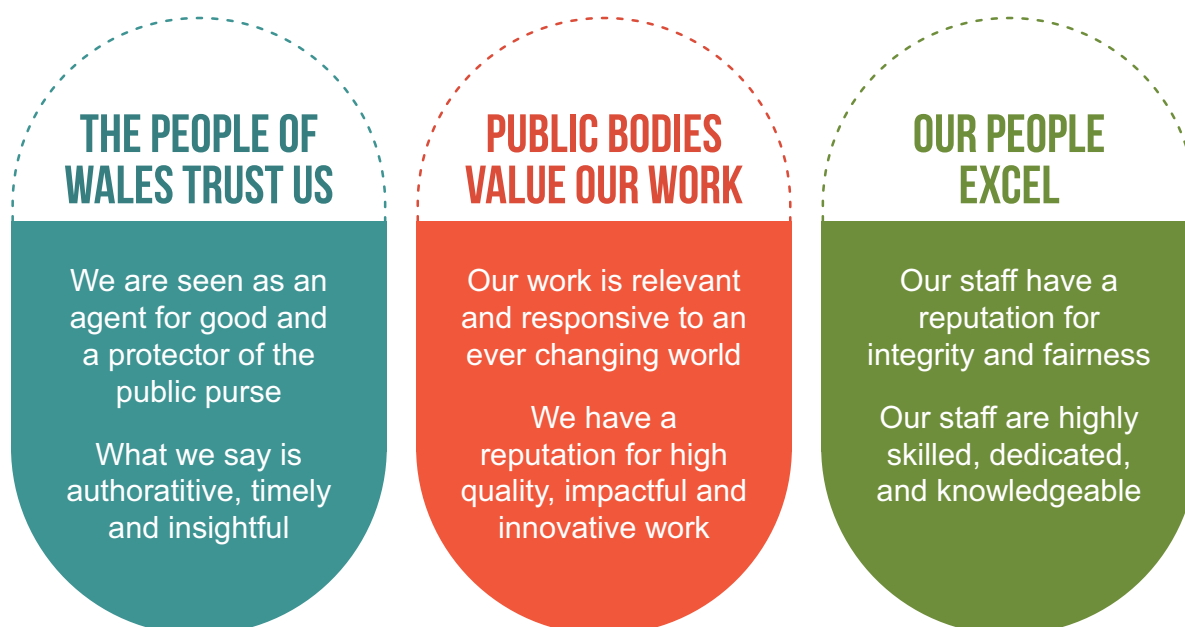 THE PEOPLE OF
WALES TRUST US
We are seen as an
agent for good and
a protector of the
public purse
What we say is
authoratitive, timely
and insightful
PUBLIC BODIES
VALUE OUR WORK
Our work is relevant
and responsive to an
ever changing world
We have a
reputation for high
quality, impactful and
innovative work
OUR PEOPLE
EXCEL
Our staff have a
reputation for
integrity and fairness
Our staff are highly
skilled, dedicated,
and knowledgeable